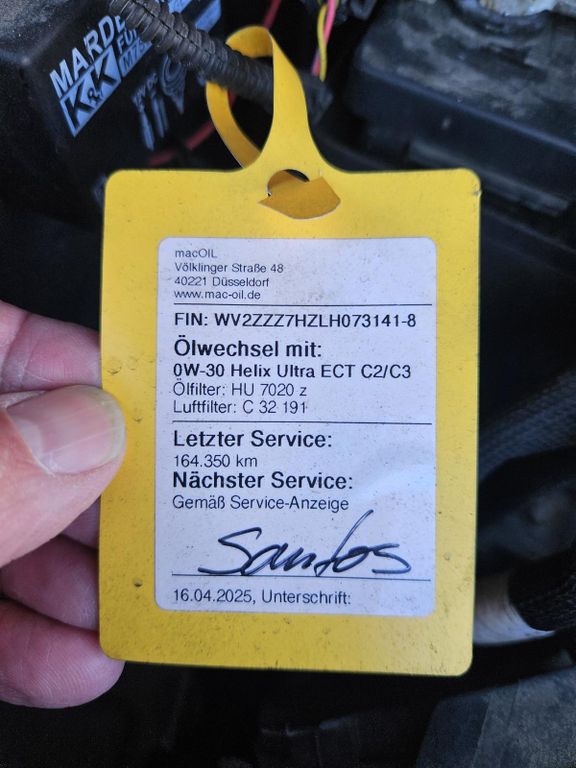 MARDE
K&K
macOIL
Völklinger Straße 48
40221 Düsseldorf
www.mac-oil.de
FIN: WV2ZZZ7HZLH073141-8
Ölwechsel mit:
0W-30 Helix Ultra ECT C2/C3
Ölfilter: HU 7020 z
Luftfilter: C 32 191
Letzter Service:
164.350 km
Nächster Service:
Gemäß Service-Anzeige
Santos
16.04.2025, Unterschrift: